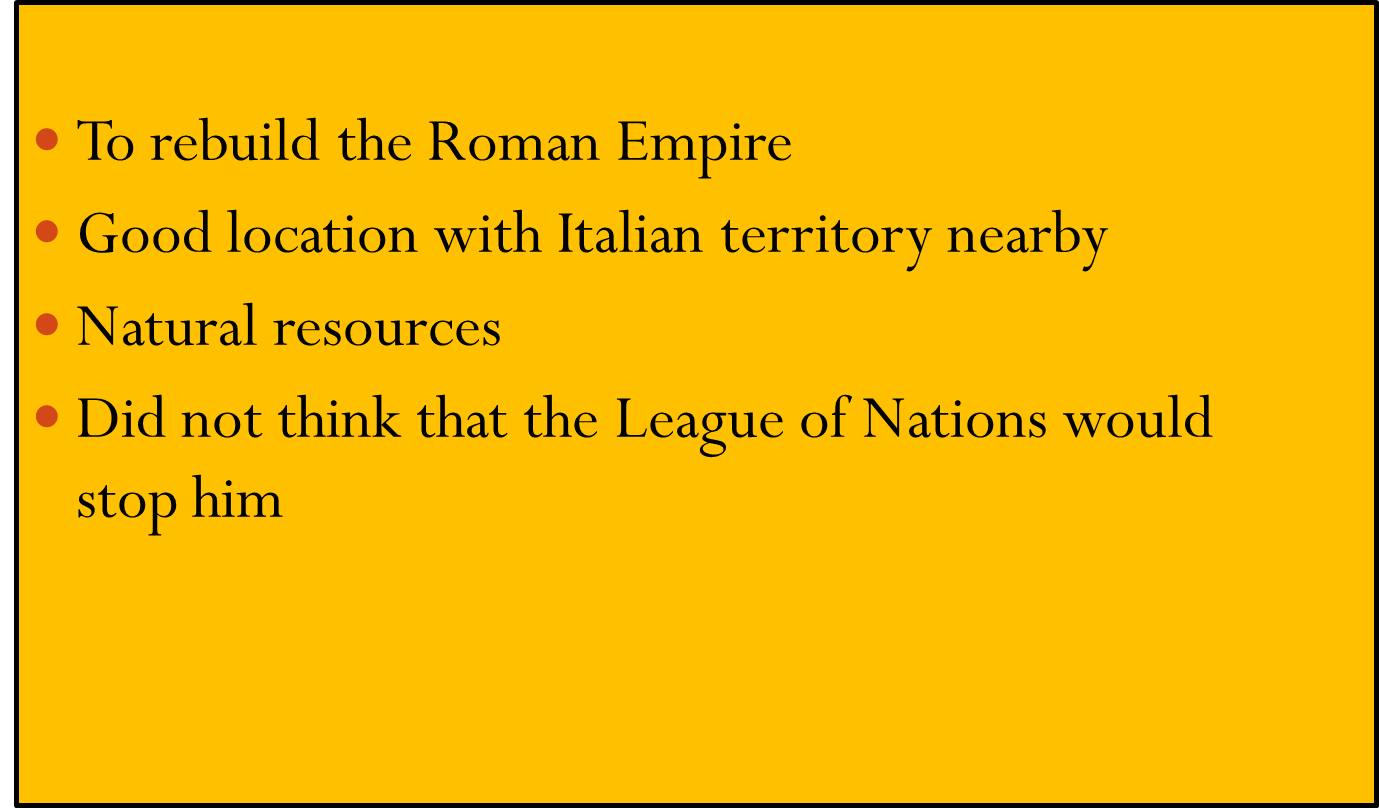 • To rebuild the Roman Empire
• Good location with Italian territory nearby
• Natural resources
• Did not think that the League of Nations would
stop him